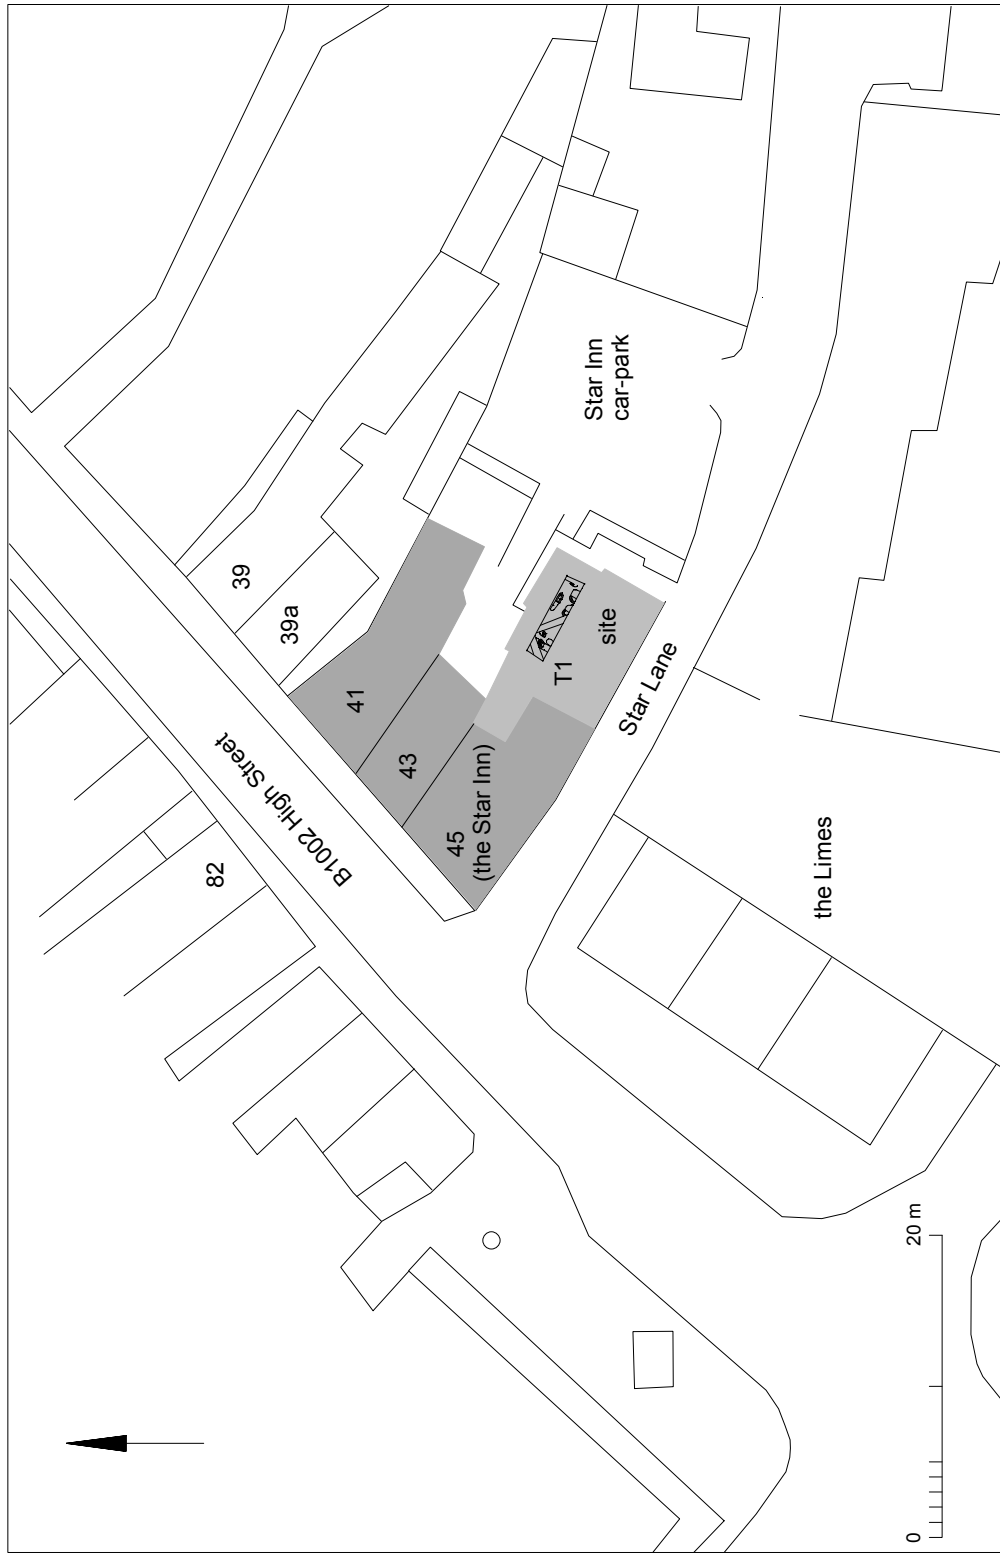 39
39a
41
43
45
(the Star Inn)
82
B1002 High Street
T1
site
Star Inn
car-park
Star Lane
the Limes
0
20 m